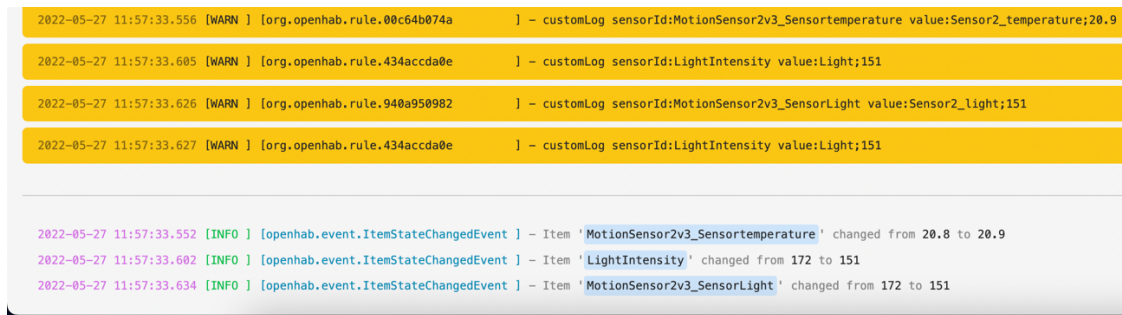 2022-05-27 11:57:33.556 [WARN ] [org.openhab.rule.00c64b074a ] - customLog sensorId:MotionSensor2v3_Sensortemperature value:Sensor2_temperature;20.9
2022-05-27 11:57:33.605 [WARN ] [org.openhab.rule.434accda0e ] - customLog sensorId:LightIntensity value:Light;151
2022-05-27 11:57:33.626 [WARN ] [org.openhab.rule.940a950982 ] - customLog sensorId:MotionSensor2v3_SensorLight value:Sensor2_light;151
2022-05-27 11:57:33.627 [WARN ] [org.openhab.rule.434accda0e ] - customLog sensorId:LightIntensity value:Light;151
2022-05-27 11:57:33.552 [INFO ] [openhab.event.ItemStateChangedEvent ] - Item 'MotionSensor2v3_Sensortemperature' changed from 20.8 to 20.9
2022-05-27 11:57:33.602 [INFO ] [openhab.event.ItemStateChangedEvent ] - Item 'LightIntensity' changed from 172 to 151
2022-05-27 11:57:33.634 [INFO ] [openhab.event.ItemStateChangedEvent ] - Item 'MotionSensor2v3_SensorLight' changed from 172 to 151